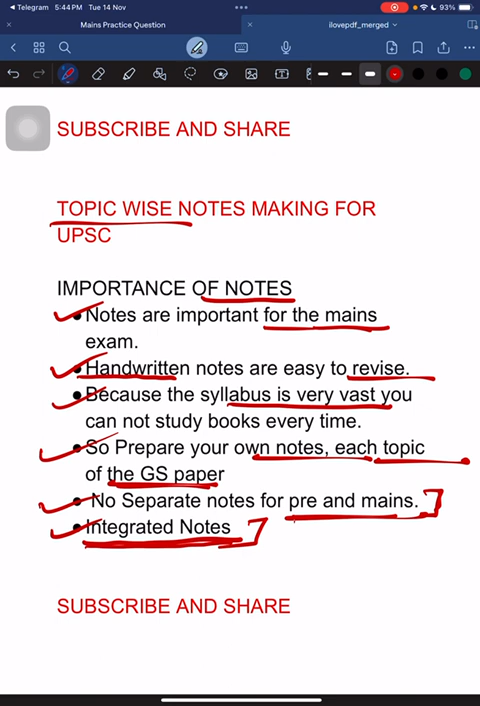 Telegram 5:44 PM Tue 14 Nov 93%
Mains Practice Question ilovepdf_merged
SUBSCRIBE AND SHARE
TOPIC WISE NOTES MAKING FOR
UPSC
IMPORTANCE OF NOTES
• Notes are important for the mains
exam.
• Handwritten notes are easy to revise.
• Because the syllabus is very vast you
can not study books every time.
• So Prepare your own notes, each topic
of the GS paper
• No Separate notes for pre and mains.
• Integrated Notes
SUBSCRIBE AND SHARE